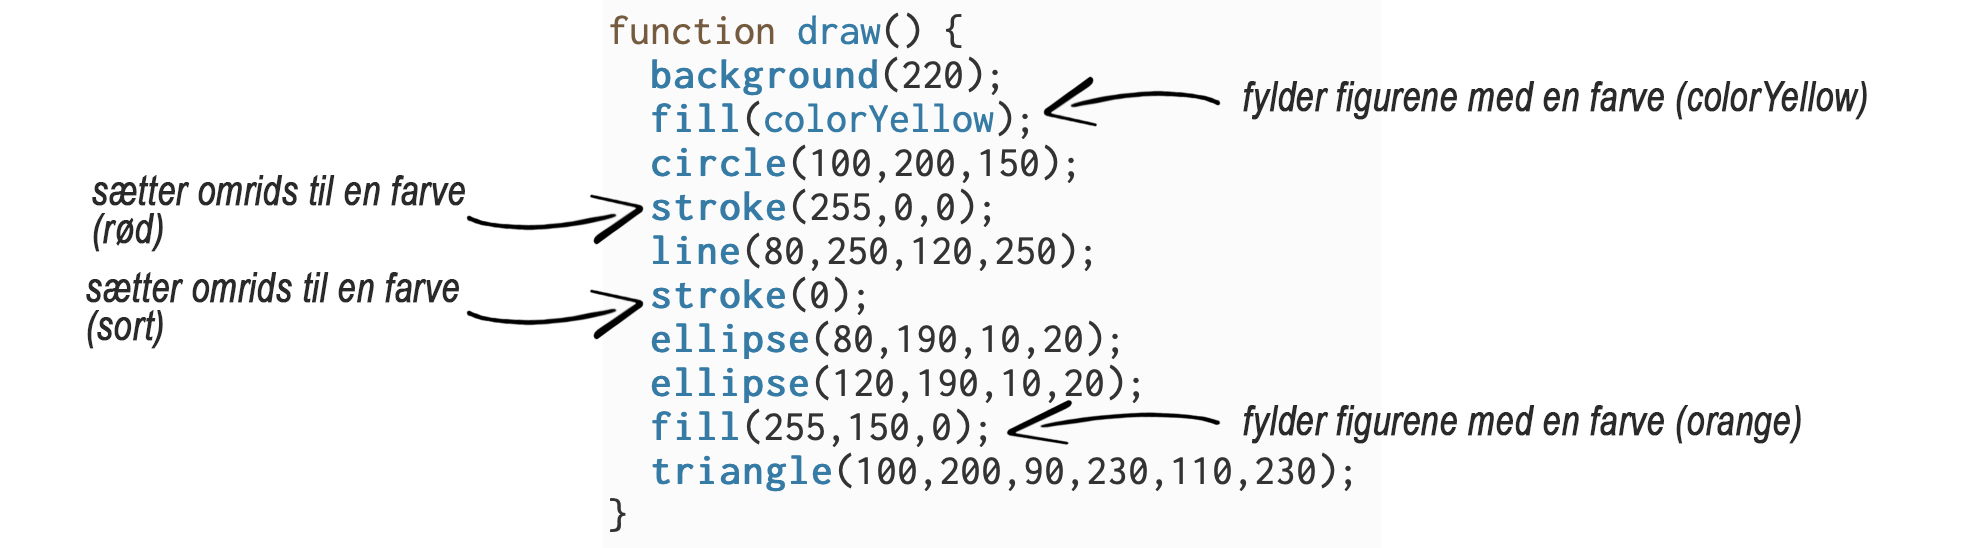 function draw() {
background(220);
fill(colorYellow);
fylder figurene med en farve (colorYellow)
circle(100,200,150);
sætter omrids til en farve
(rød)
stroke(255,0,0);
line(80,250,120,250);
sætter omrids til en farve
(sort)
stroke(0);
ellipse(80,190,10,20);
ellipse(120,190,10,20);
fill(255,150,0);
fylder figurene med en farve (orange)
triangle(100,200,90,230,110,230);
}